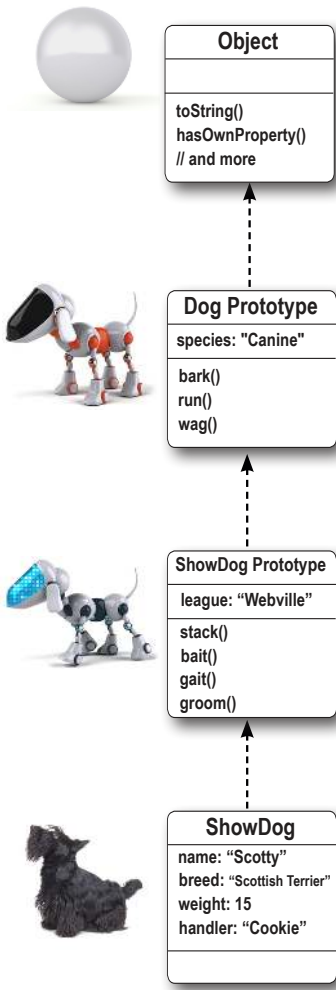 Object
toString()
hasOwnProperty()
// and more
Dog Prototype
species: "Canine"
bark()
run()
wag()
ShowDog Prototype
league: “Webville”
stack()
bait()
gait()
groom()
ShowDog
name: “Scotty”
breed: “Scottish Terrier”
weight: 15
handler: “Cookie”